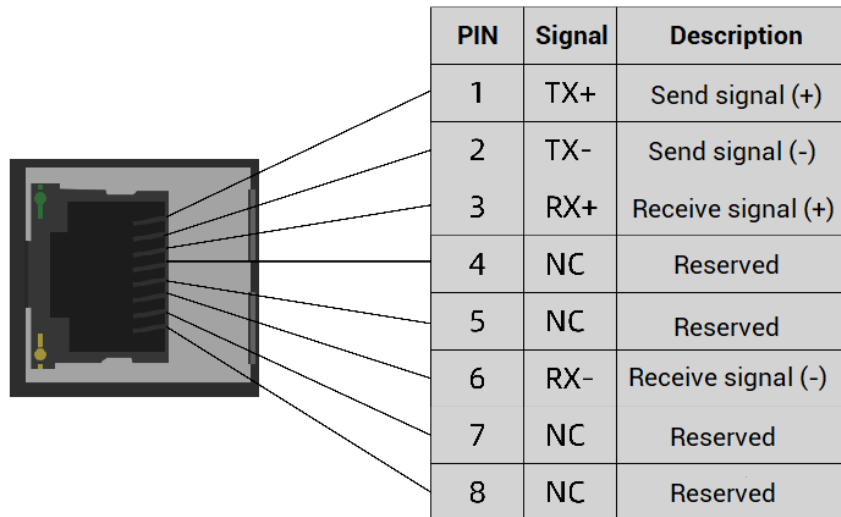 PIN Signal Description
1 TX+ Send signal (+)
2 TX- Send signal (-)
3 RX+ Receive signal (+)
4 NC Reserved
5 NC Reserved
6 RX- Receive signal (-)
7 NC Reserved
8 NC Reserved